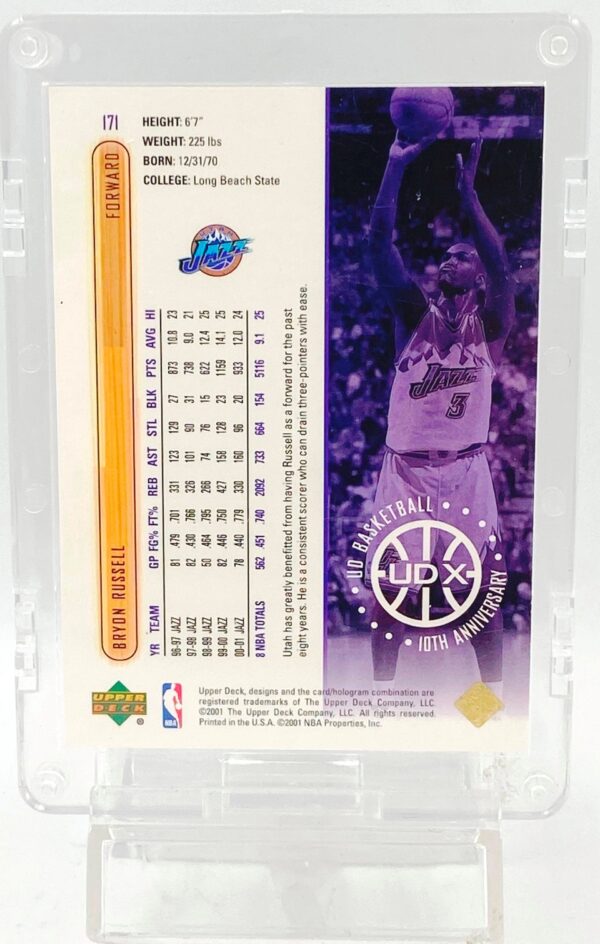 171
HEIGHT: 6'7"
WEIGHT: 225 lbs
BORN: 12/31/70
COLLEGE: Long Beach State
BRYON RUSSELL FORWARD
JAZZ
YR TEAM GP FG% FT% REB AST STL BLK PTS AVG HI
96-97 JAZZ 81 .479 .701 331 123 129 27 873 10.8 23
97-98 JAZZ 82 .430 .766 326 101 90 31 738 9.0 21
98-99 JAZZ 50 .464 .795 266 74 76 15 622 12.4 25
99-00 JAZZ 82 .446 .750 427 158 128 23 1159 14.1 25
00-01 JAZZ 78 .440 .779 330 160 96 20 933 12.0 24
8 NBA TOTALS 562 .451 .740 2092 733 664 154 5116 9.1 25
Utah has greatly benefitted from having Russell as a forward for the past
eight years. He is a consistent scorer who can drain three-pointers with ease.
JAZZ
3
UD BASKETBALL
UDX
10TH ANNIVERSARY
UPPER
DECK
®
NBA
Upper Deck, designs and the card/hologram combination are
registered trademarks of The Upper Deck Company, LLC.
©2001 The Upper Deck Company, LLC. All rights reserved.
Printed in the U.S.A. ©2001 NBA Properties, Inc.